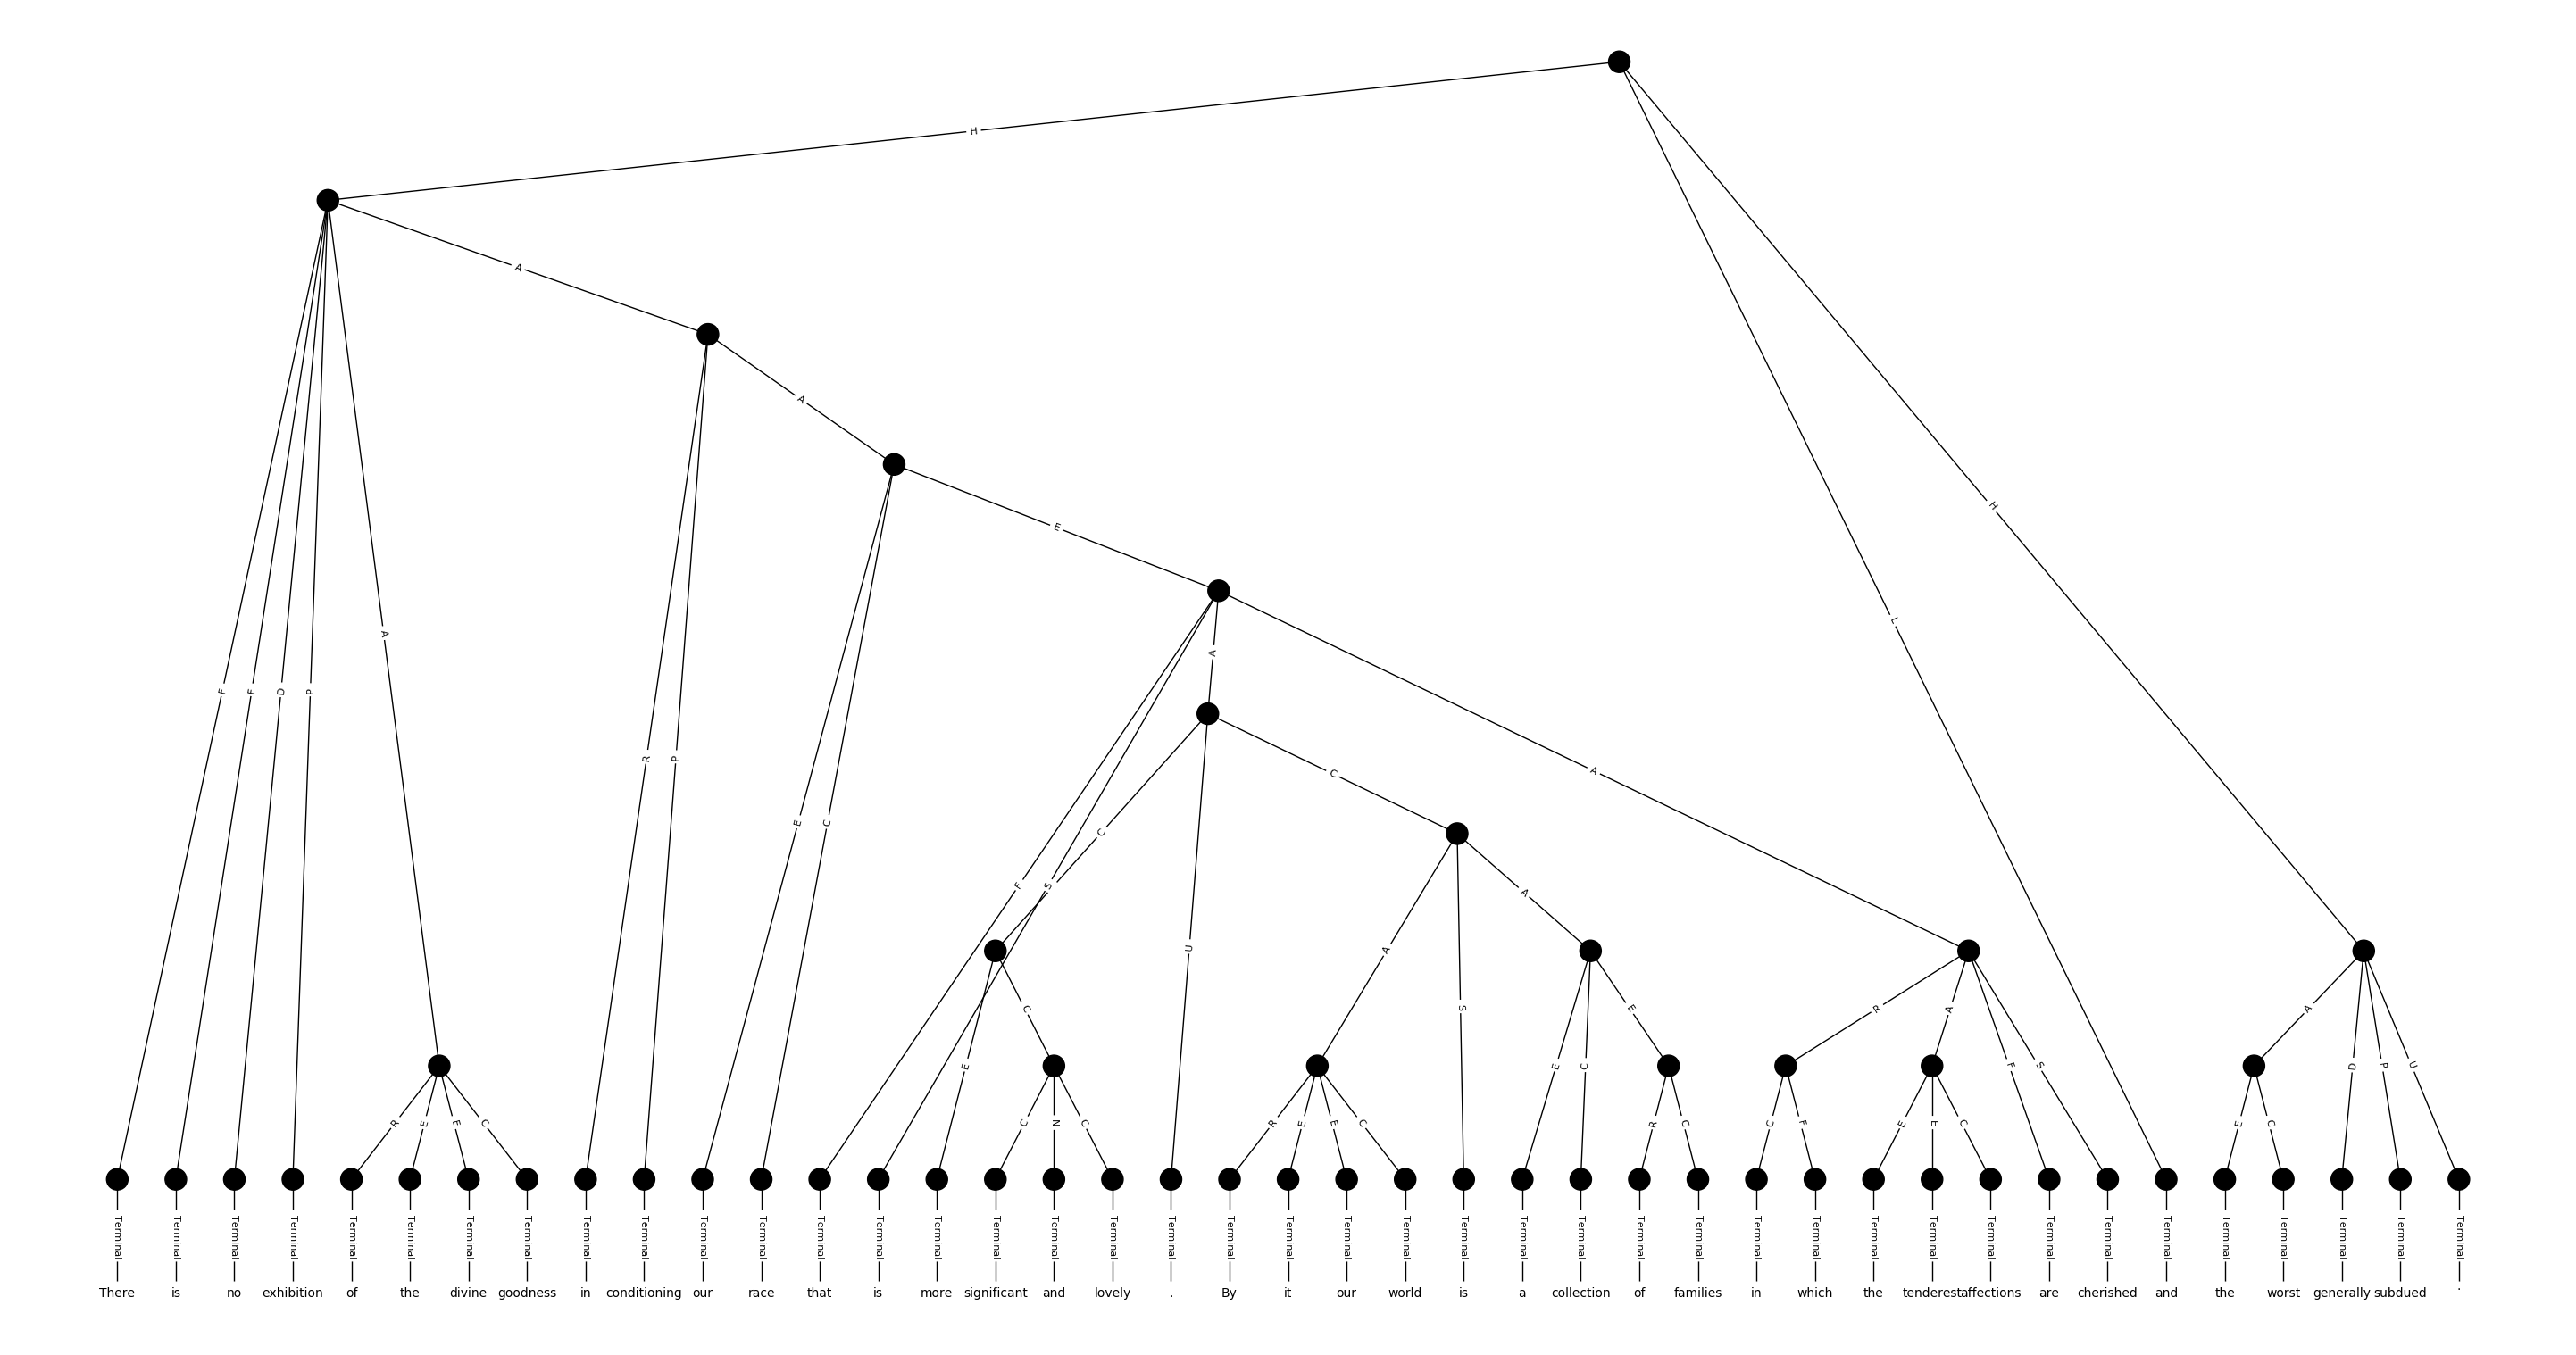 H
A
A
E
A
A
F F D P
R P
E C
C
C
F S
U
A
A
S
H
L
C
E
R E E C
C N C
R E E C
E C
E
R C
R
A
F
S
C F
E E C
A
D P U
E C
Terminal Terminal Terminal Terminal Terminal Terminal Terminal Terminal Terminal Terminal Terminal Terminal Terminal Terminal Terminal Terminal Terminal Terminal Terminal Terminal Terminal Terminal Terminal Terminal Terminal Terminal Terminal Terminal Terminal Terminal Terminal Terminal Terminal Terminal Terminal Terminal Terminal Terminal Terminal Terminal Terminal
There is no exhibition of the divine goodness in conditioning our race that is more significant and lovely . By it our world is a collection of families in which the tenderest affections are cherished and the worst generally subdued .